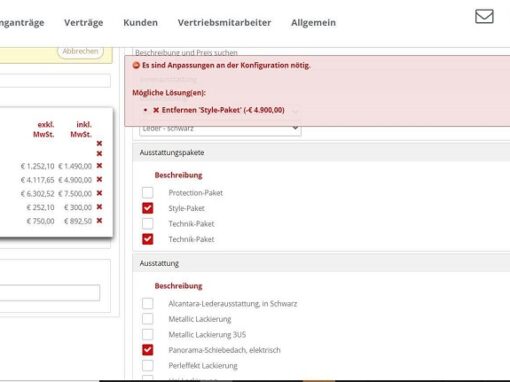 nganträge Verträge Kunden Vertriebsmitarbeiter Allgemein
Abbrechen
Beschreibung und Preis suchen
Es sind Anpassungen an der Konfiguration nötig.
Mögliche Lösung(en):
Entfernen 'Style-Paket' (-€ 4.900,00)
Leder - schwarz
exkl. inkl.
MwSt. MwSt.
€ 1.252,10 € 1.490,00
€ 4.117,65 € 4.900,00
€ 6.302,52 € 7.500,00
€ 252,10 € 300,00
€ 750,00 € 892,50
Ausstattungspakete
Beschreibung
Protection-Paket
Style-Paket
Technik-Paket
Technik-Paket
Ausstattung
Beschreibung
Alcantara-Lederausstattung, in Schwarz
Metallic Lackierung
Metallic Lackierung 3U5
Panorama-Schiebedach, elektrisch
Perleffekt Lackierung